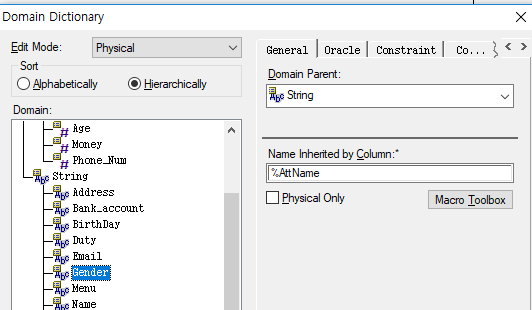 Domain Dictionary
Edit Mode:
Physical
Sort
Alphabetically
Hierarchically
Domain:
Age
Money
Phone_Num
String
Address
Bank_account
BirthDay
Duty
Email
Gender
Menu
Name
General
Oracle
Constraint
Co...
Domain Parent:
String
Name Inherited by Column:*
%AttName
Physical Only
Macro Toolbox